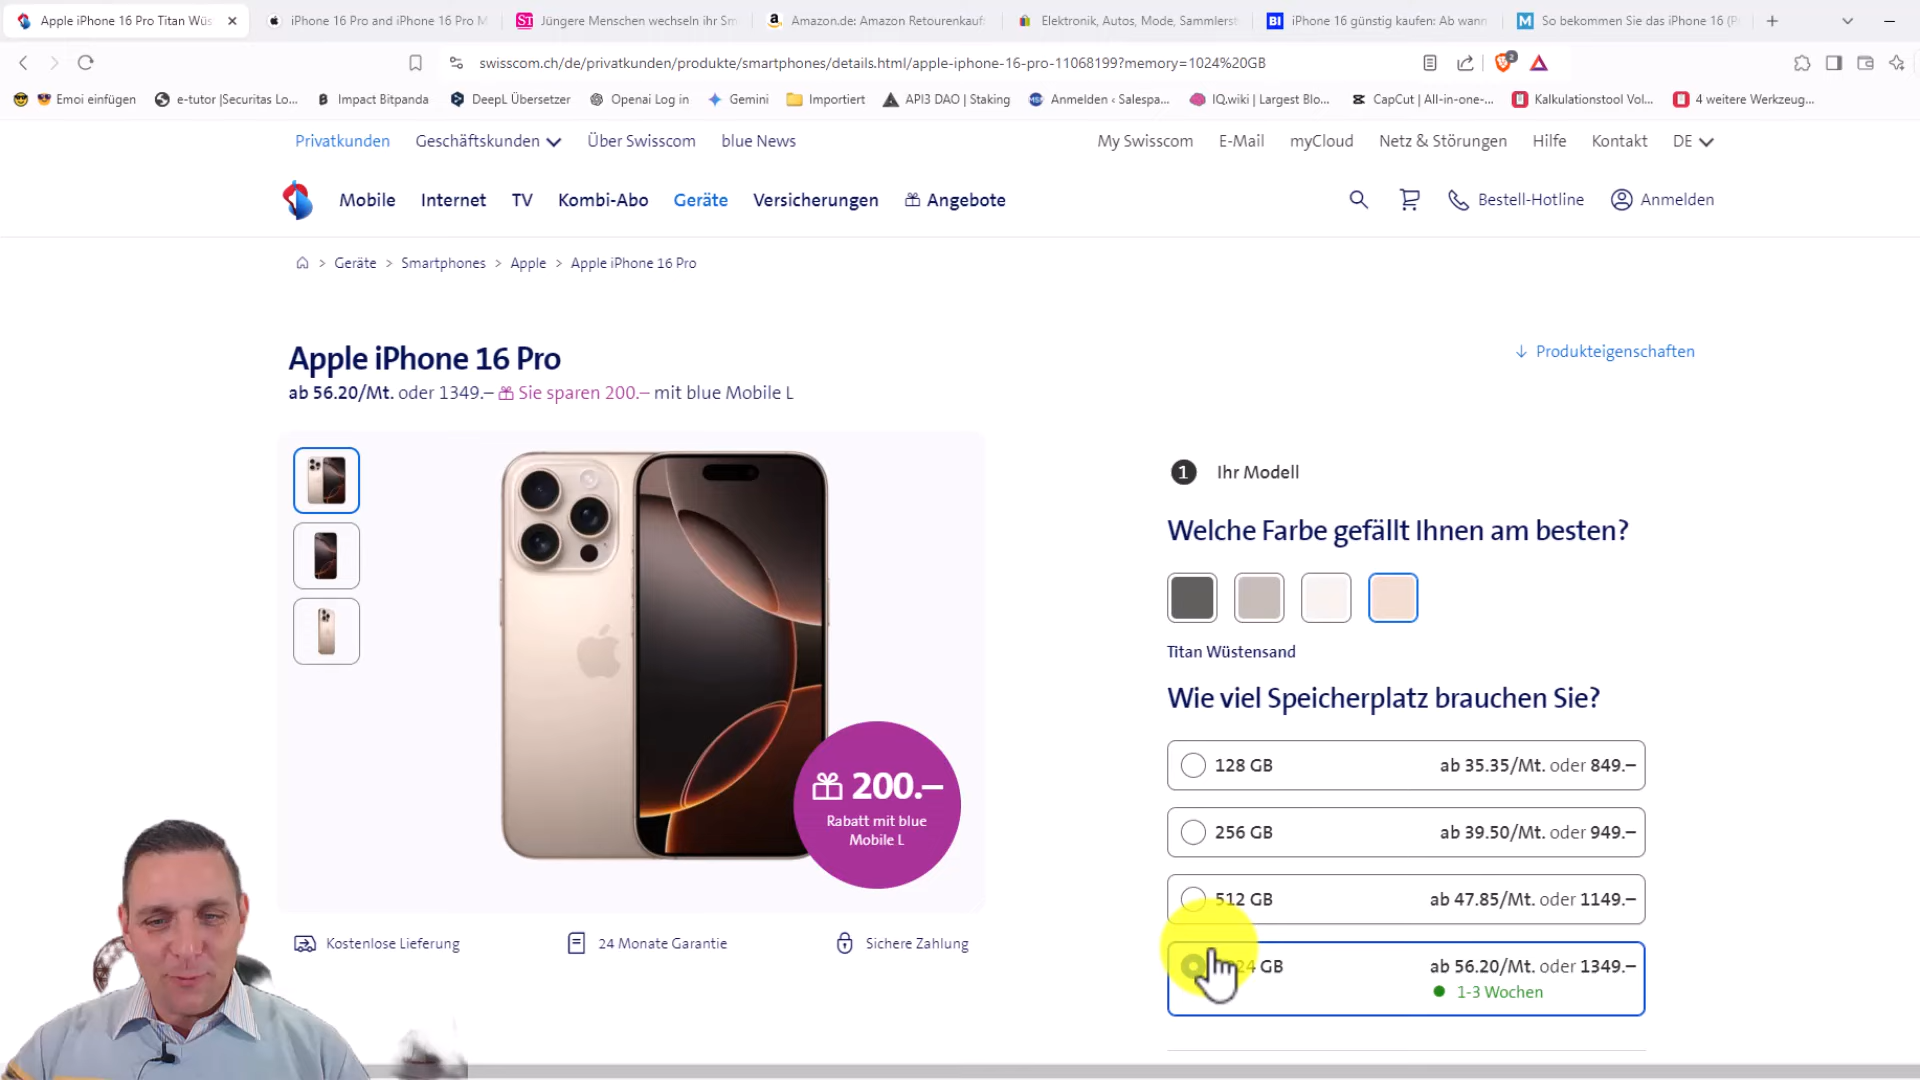 Apple iPhone 16 Pro Titan Wüs
iPhone 16 Pro and iPhone 16 Pro M
ST Jüngere Menschen wechseln ihr Sm
Amazon.de: Amazon Retourenkauf
Elektronik, Autos, Mode, Sammlerst
BI iPhone 16 günstig kaufen: Ab wann
M So bekommen Sie das iPhone 16 (P
swisscom.ch/de/privatkunden/produkte/smartphones/details.html/apple-iphone-16-pro-11068199?memory=1024%20GB
2
Emoi einfügen
e-tutor |Securitas Lo...
Impact Bitpanda
DeepL Übersetzer
Openai Log in
Gemini
Importiert
API3 DAO | Staking
Anmelden ‹ Salespa...
IQ.wiki | Largest Blo...
CapCut | All-in-one-...
Kalkulationstool Vol...
4 weitere Werkzeug...
Privatkunden
Geschäftskunden
Über Swisscom
blue News
My Swisscom
E-Mail
myCloud
Netz & Störungen
Hilfe
Kontakt
DE
Mobile
Internet
TV
Kombi-Abo
Geräte
Versicherungen
Angebote
Bestell-Hotline
Anmelden
> Geräte > Smartphones > Apple > Apple iPhone 16 Pro
Apple iPhone 16 Pro
ab 56.20/Mt. oder 1349.– Sie sparen 200.– mit blue Mobile L
Produkteigenschaften
1 Ihr Modell
Welche Farbe gefällt Ihnen am besten?
Titan Wüstensand
Wie viel Speicherplatz brauchen Sie?
128 GB ab 35.35/Mt. oder 849.–
256 GB ab 39.50/Mt. oder 949.–
512 GB ab 47.85/Mt. oder 1149.–
24 GB ab 56.20/Mt. oder 1349.–
1-3 Wochen
200.–
Rabatt mit blue
Mobile L
Kostenlose Lieferung
24 Monate Garantie
Sichere Zahlung